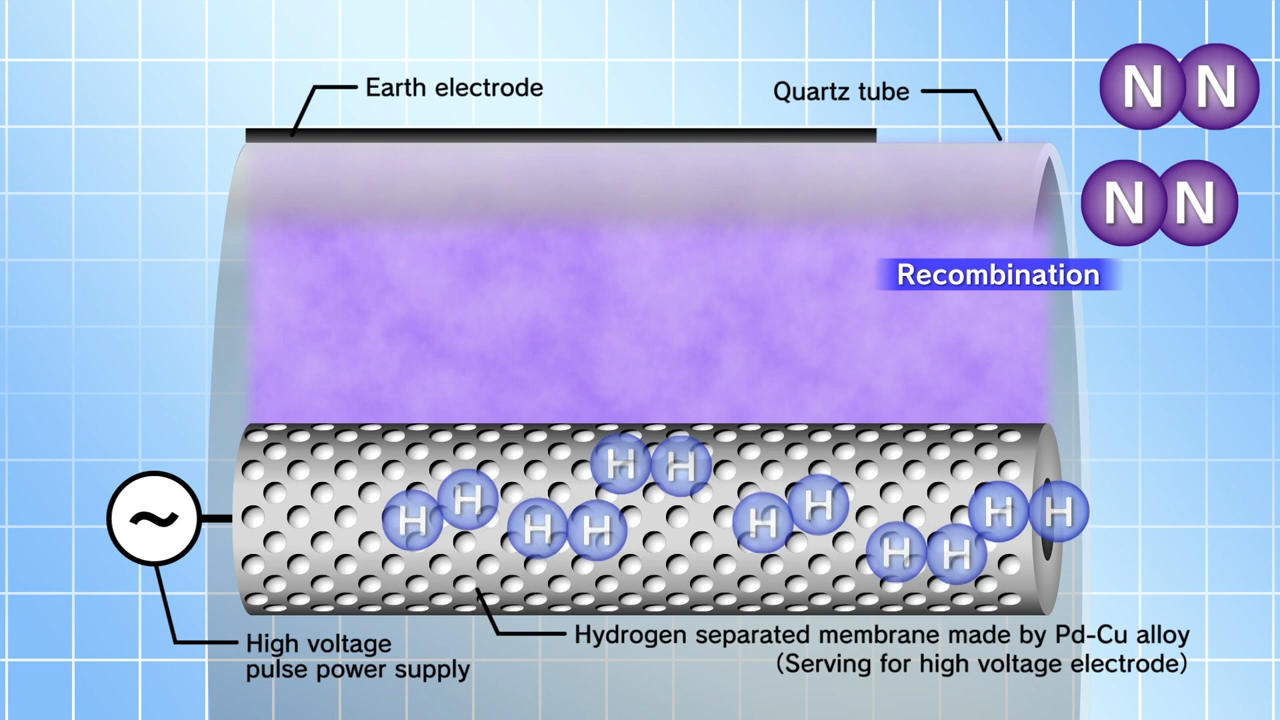 Earth electrode
Quartz tube
N N
N N
Recombination
H H
H H
H H
H H
H H
H H
High voltage
pulse power supply
Hydrogen separated membrane made by Pd-Cu alloy
(Serving for high voltage electrode)